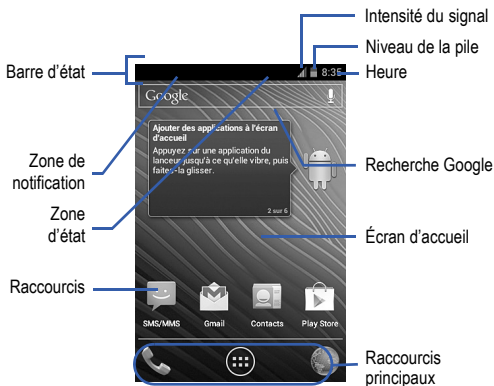 Intensité du signal
Niveau de la pile
Barre d'état
8:35
Heure
Google
Ajouter des applications à l'écran
d'accueil
Appuyez sur une application du
lanceur jusqu'à ce qu'elle vibre, puis
faites-la glisser.
2 sur 6
Zone de
notification
Recherche Google
Zone
d'état
Écran d'accueil
Raccourcis
SMS/MMS
Gmail
Contacts
Play Store
Raccourcis
principaux